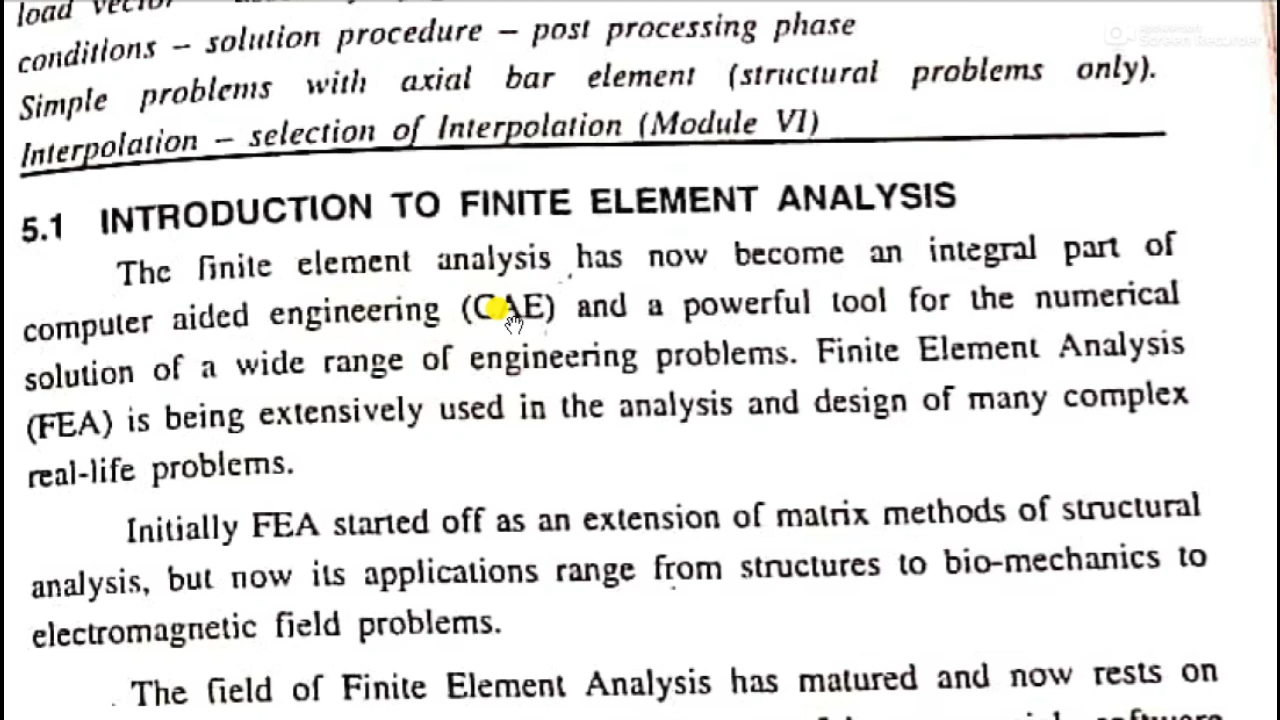 load vector
conditions – solution procedure – post processing phase
Simple problems with axial bar element (structural problems only).
Interpolation – selection of Interpolation (Module VI)
Screen Recorder
5.1 INTRODUCTION TO FINITE ELEMENT ANALYSIS
The finite element analysis has now become an integral part of
computer aided engineering (CAE) and a powerful tool for the numerical
solution of a wide range of engineering problems. Finite Element Analysis
(FEA) is being extensively used in the analysis and design of many complex
real-life problems.
Initially FEA started off as an extension of matrix methods of structural
analysis, but now its applications range from structures to bio-mechanics to
electromagnetic field problems.
The field of Finite Element Analysis has matured and now rests on